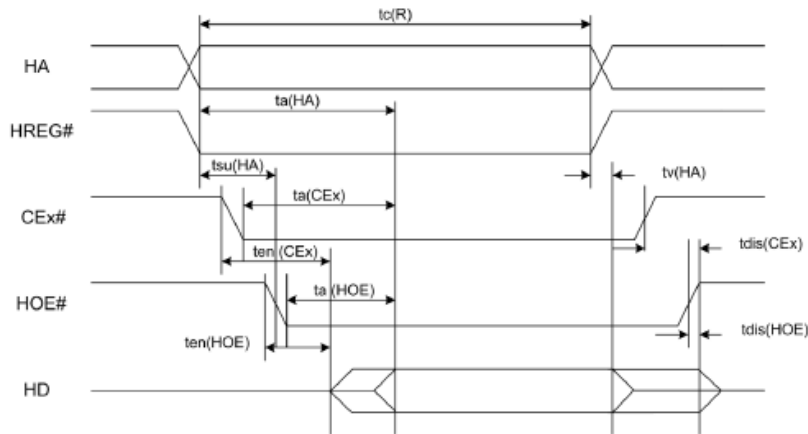 tc(R)
HA
ta(HA)
HREG#
tsu(HA)
tv(HA)
ta(CEx)
CEx#
tdis(CEx)
ten(CEx)
ta(HOE)
HOE#
tdis(HOE)
ten(HOE)
HD